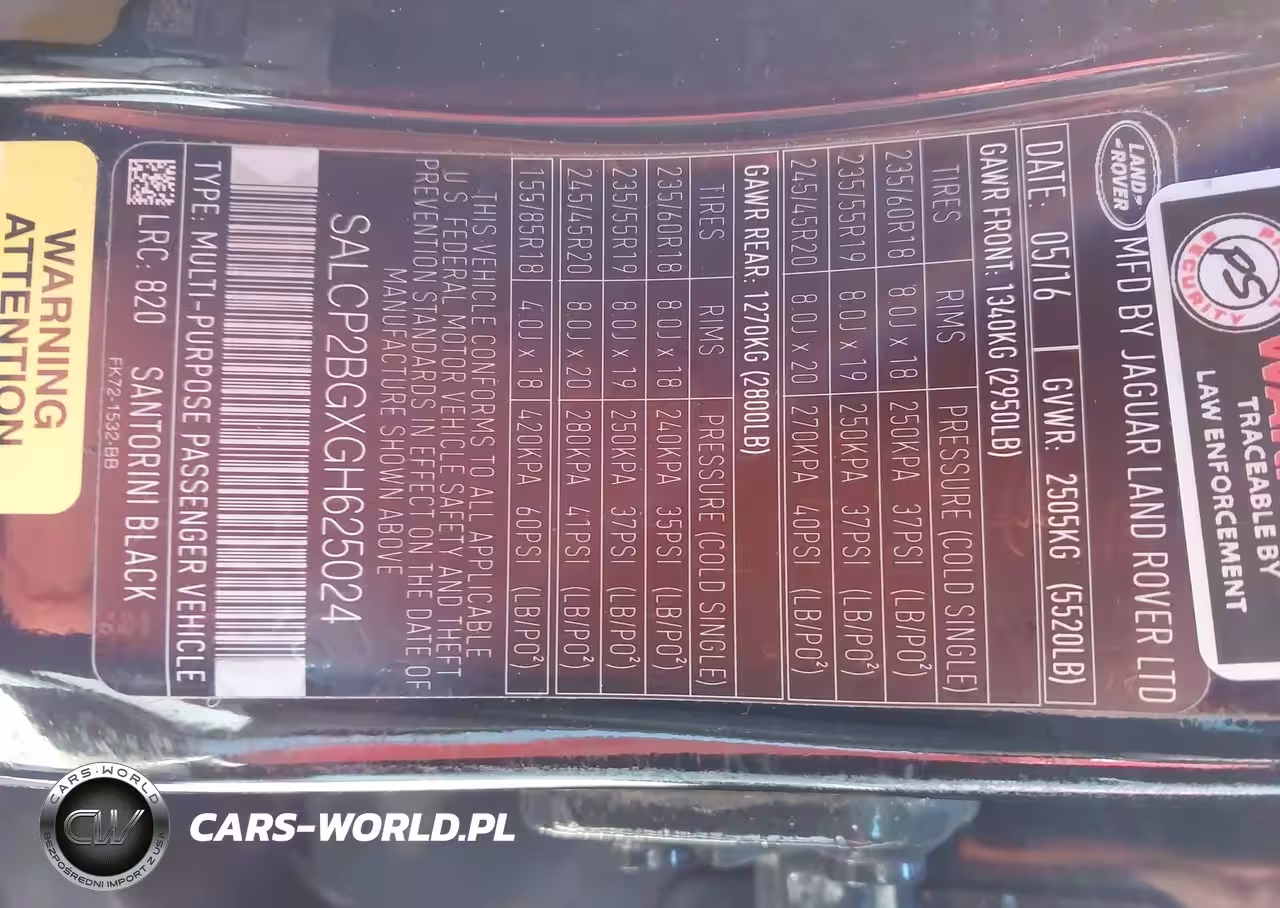 LAND-
-ROVER
MFD BY JAGUAR LAND ROVER LTD
DATE: 05/16 GVWR: 2505KG (5520LB)
GAWR FRONT: 1340KG (2950LB)
TIRES RIMS PRESSURE (COLD SINGLE)
235/60R18 8.0J x 18 250KPA 37PSI (LB/PO²)
235/55R19 8.0J x 19 250KPA 37PSI (LB/PO²)
245/45R20 8.0J x 20 270KPA 40PSI (LB/PO²)
GAWR REAR: 1270KG (2800LB)
TIRES RIMS PRESSURE (COLD SINGLE)
235/60R18 8.0J x 18 240KPA 35PSI (LB/PO²)
235/55R19 8.0J x 19 250KPA 37PSI (LB/PO²)
245/45R20 8.0J x 20 280KPA 41PSI (LB/PO²)
155/85R18 4.0J x 18 420KPA 60PSI (LB/PO²)
THIS VEHICLE CONFORMS TO ALL APPLICABLE
U S FEDERAL MOTOR VEHICLE SAFETY AND THEFT
PREVENTION STANDARDS IN EFFECT ON THE DATE OF
MANUFACTURE SHOWN ABOVE
SALCP2BGXGH625024
TYPE: MULTI-PURPOSE PASSENGER VEHICLE
LRC: 820 SANTORINI BLACK
FK72-1532-BB
WARNING
ATTENTION
PS
SECURITY
TRACEABLE BY
LAW ENFORCEMENT
CARS-WORLD
CW
BEZPOŚREDNI IMPORT Z USA
CARS-WORLD.PL